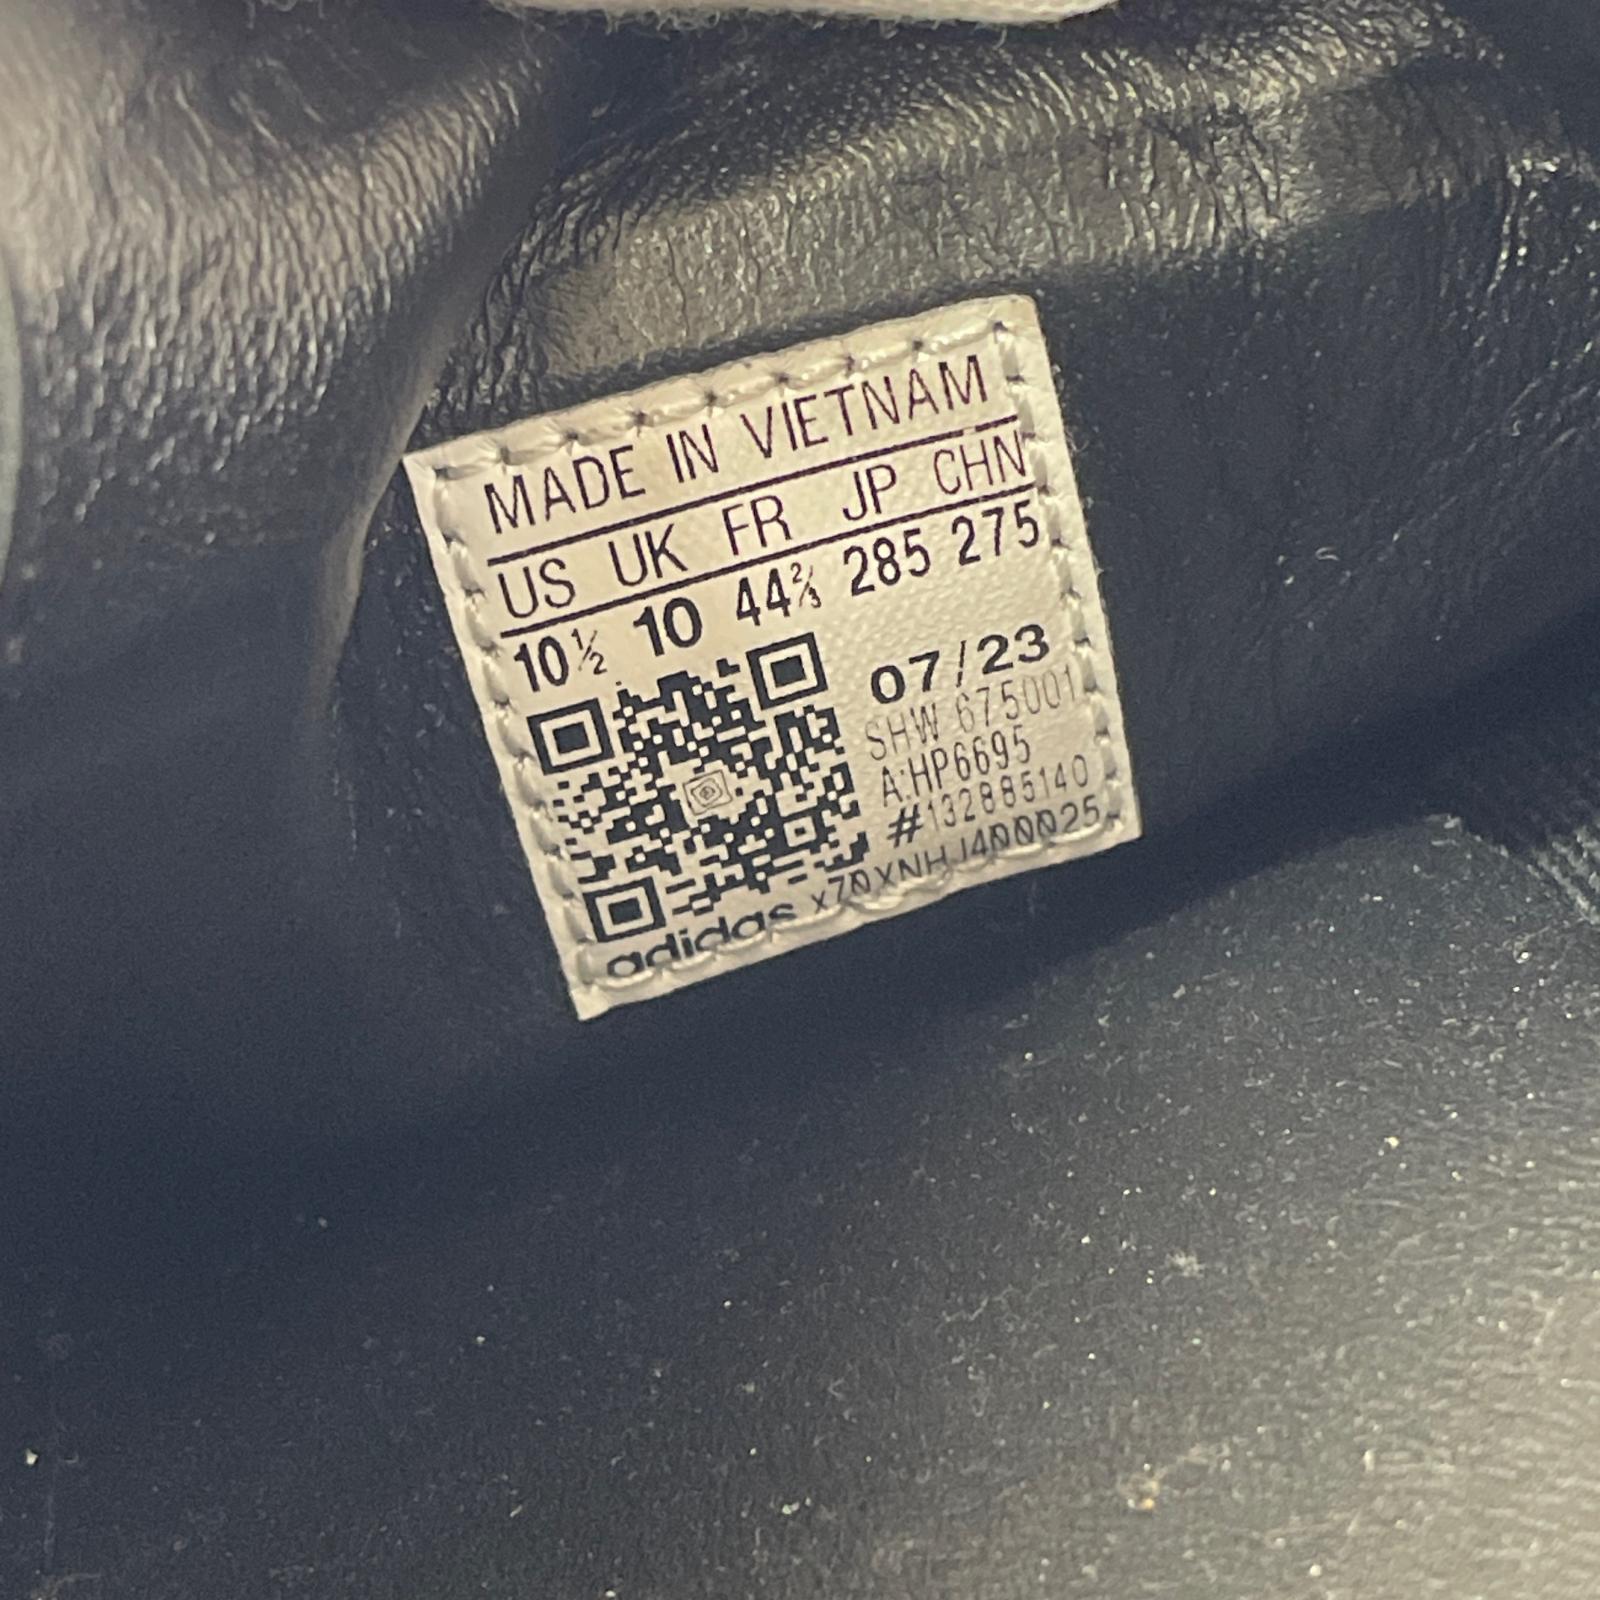 MADE IN VIETNAM
US UK FR JP CHN
10½ 10 44⅔ 285 275
07/23
SHW 675001
A:HP6695
#132885140
adidas x70XNHJ400025